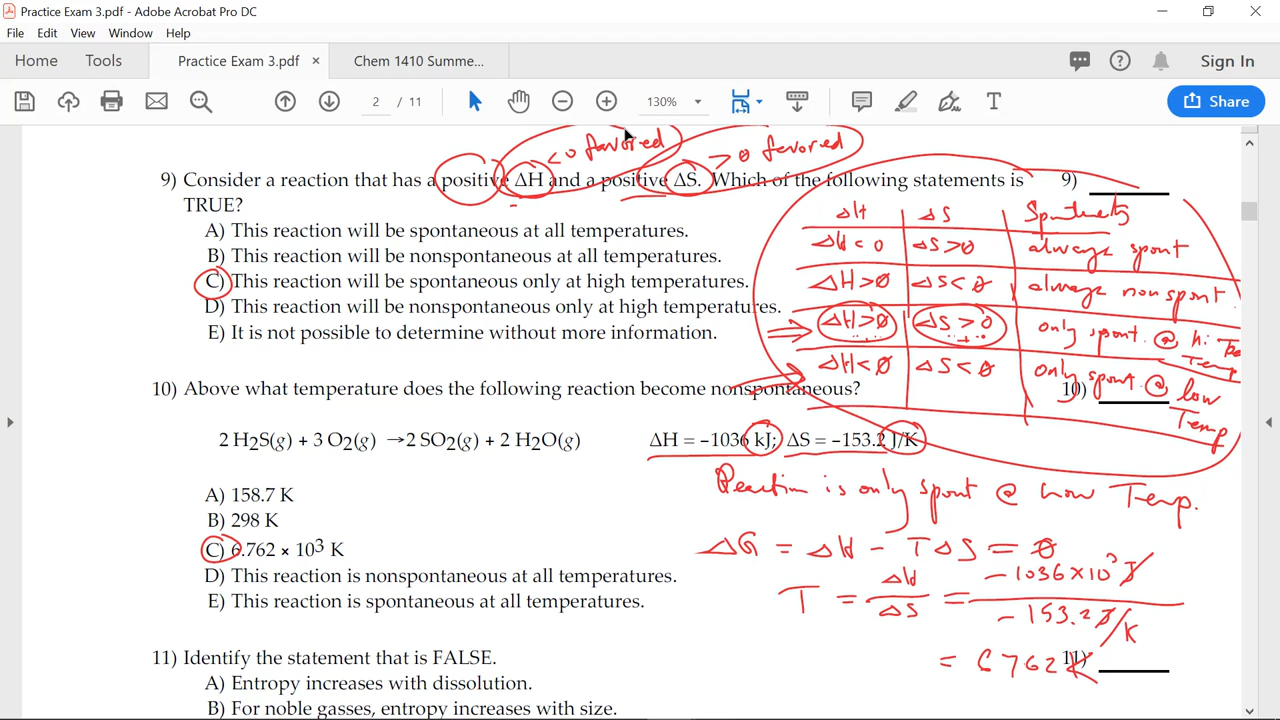 Practice Exam 3.pdf - Adobe Acrobat Pro DC
File Edit View Window Help
Home Tools Practice Exam 3.pdf × Chem 1410 Summe...
Sign In
2 / 11 130% Share
<0 favored >0 favored
9) Consider a reaction that has a positive ΔH and a positive ΔS. Which of the following statements is 9)
TRUE?
A) This reaction will be spontaneous at all temperatures.
B) This reaction will be nonspontaneous at all temperatures.
C) This reaction will be spontaneous only at high temperatures.
D) This reaction will be nonspontaneous only at high temperatures.
E) It is not possible to determine without more information.
ΔH ΔS
ΔH < 0 ΔS > 0 always spont
ΔH > 0 ΔS < 0 always nonspont
ΔH > 0 ΔS > 0 only spont. @ hi Temp
ΔH < 0 ΔS < 0 only spont @ low Temp
10) Above what temperature does the following reaction become nonspontaneous? 10)
2 H2S(g) + 3 O2(g) →2 SO2(g) + 2 H2O(g) ΔH = −1036 kJ; ΔS = −153.2 J/K
A) 158.7 K
B) 298 K
C) 6.762 × 10³ K
D) This reaction is nonspontaneous at all temperatures.
E) This reaction is spontaneous at all temperatures.
Reaction is only spont @ low Temp.
ΔG = ΔH − TΔS = 0
T = ΔH/ΔS = −1036×10³ J / −153.2 J/K
= 6762 K
11) Identify the statement that is FALSE. 11)
A) Entropy increases with dissolution.
B) For noble gasses, entropy increases with size.